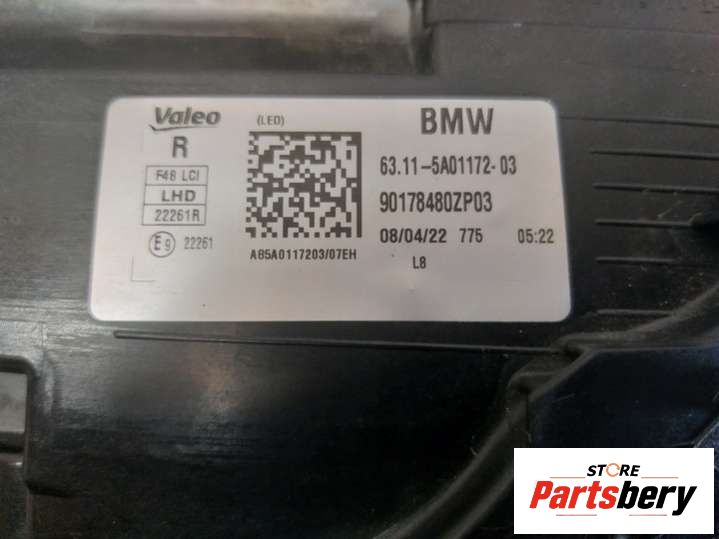 Valeo
R
F48 LCI
LHD
22261R
E9 22261
(LED)
A85A0117203/07EH
BMW
63.11-5A01172-03
90178480ZP03
08/04/22 775 05:22
L8
STORE
Partsbery